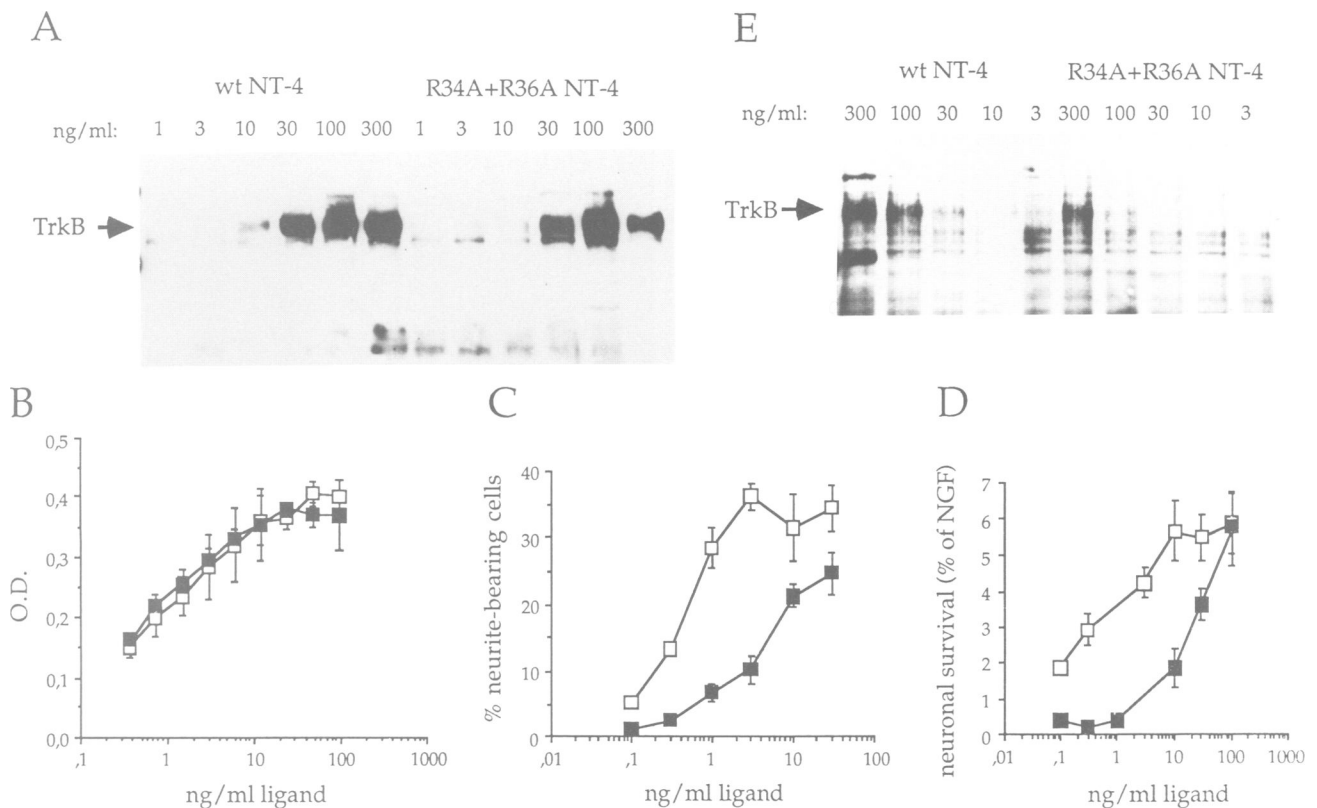 A
wt NT-4 R34A+R36A NT-4
ng/ml: 1 3 10 30 100 300 1 3 10 30 100 300
TrkB
E
wt NT-4 R34A+R36A NT-4
ng/ml: 300 100 30 10 3 300 100 30 10 3
TrkB
B
O.D.
0,5
0,4
0,3
0,2
0,1
0,0
,1 1 10 100 1000
ng/ml ligand
C
% neurite-bearing cells
40
30
20
10
0
,01 ,1 1 10 100
ng/ml ligand
D
neuronal survival (% of NGF)
7
6
5
4
3
2
1
0
,01 ,1 1 10 100 1000
ng/ml ligand